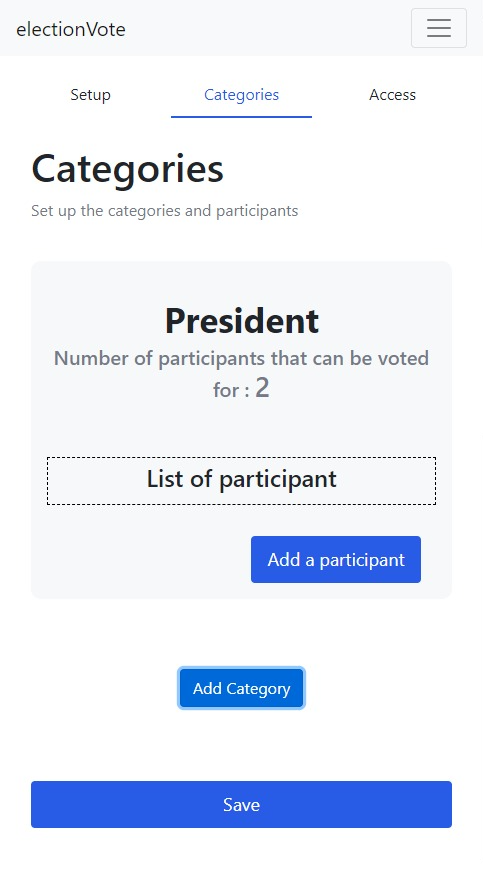 electionVote
Setup
Categories
Access
Categories
Set up the categories and participants
President
Number of participants that can be voted
for : 2
List of participant
Add a participant
Add Category
Save